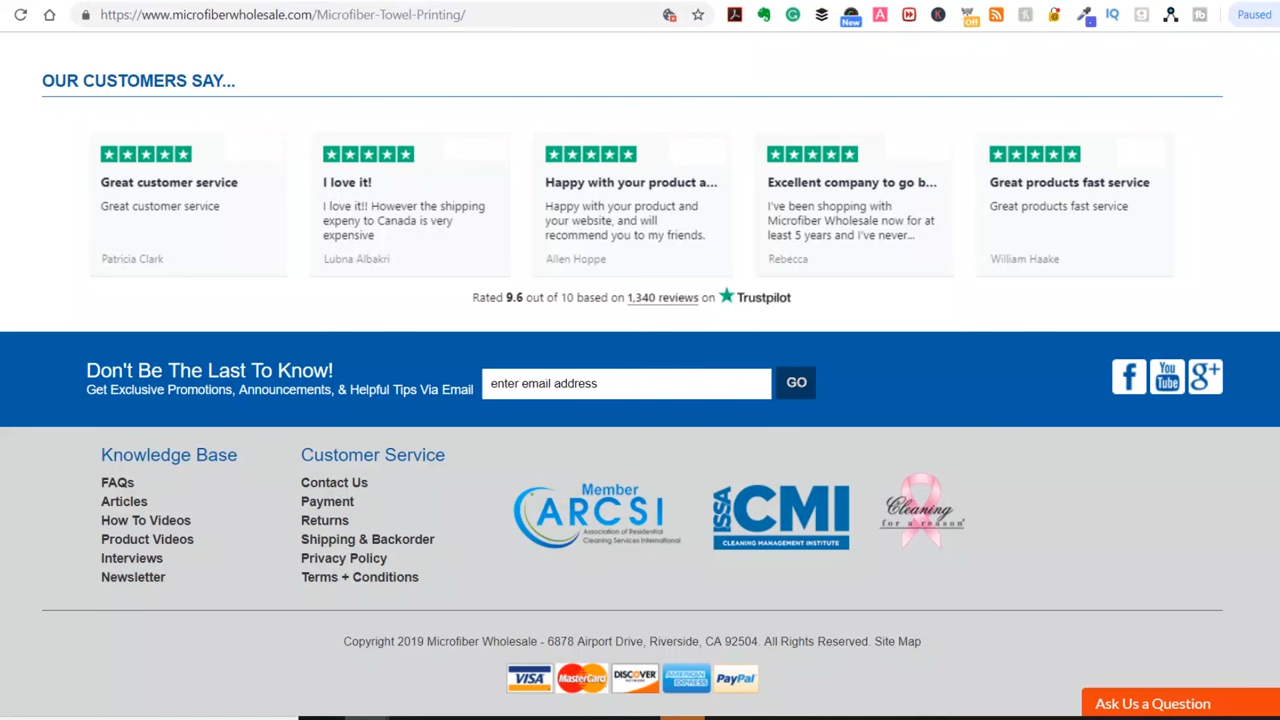 https://www.microfiberwholesale.com/Microfiber-Towel-Printing/
New
Off
IQ
Paused
OUR CUSTOMERS SAY...
Great customer service
Great customer service
Patricia Clark
I love it!
I love it!! However the shipping
expeny to Canada is very
expensive
Lubna Albakri
Happy with your product a...
Happy with your product and
your website, and will
recommend you to my friends.
Allen Hoppe
Excellent company to go b...
I've been shopping with
Microfiber Wholesale now for at
least 5 years and I've never...
Rebecca
Great products fast service
Great products fast service
William Haake
Rated 9.6 out of 10 based on 1,340 reviews on Trustpilot
Don't Be The Last To Know!
Get Exclusive Promotions, Announcements, & Helpful Tips Via Email
enter email address
GO
f
You
Tube
g+
Knowledge Base
FAQs
Articles
How To Videos
Product Videos
Interviews
Newsletter
Customer Service
Contact Us
Payment
Returns
Shipping & Backorder
Privacy Policy
Terms + Conditions
Member
ARCSI
Association of Residential
Cleaning Services International
ISSA
CMI
CLEANING MANAGEMENT INSTITUTE
Cleaning
for a reason
Copyright 2019 Microfiber Wholesale - 6878 Airport Drive, Riverside, CA 92504. All Rights Reserved. Site Map
VISA
MasterCard
DISCOVER
AMERICAN
EXPRESS
PayPal
Ask Us a Question